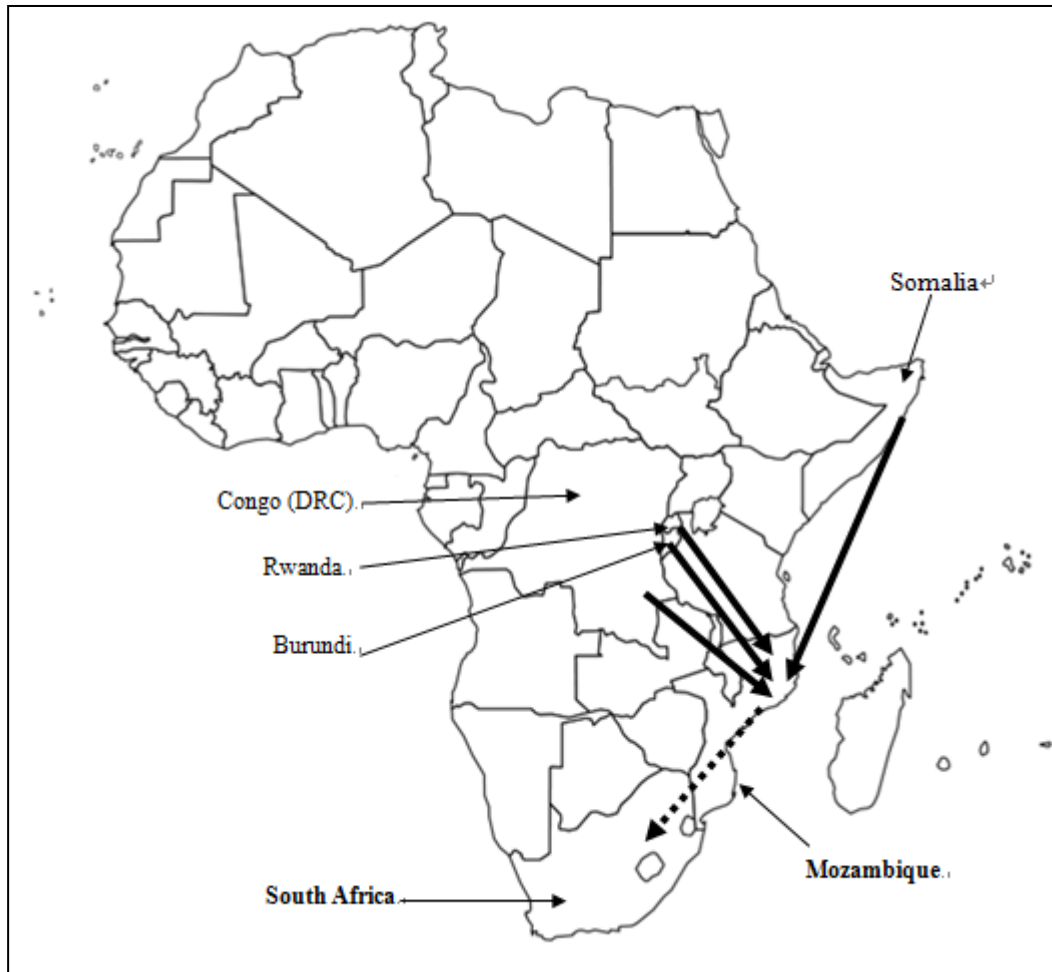 Somalia↵
Congo (DRC).
Rwanda.
Burundi.
Mozambique.
South Africa.